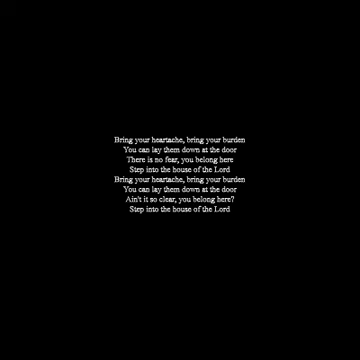 Bring your heartache, bring your burden
You can lay them down at the door
There is no fear, you belong here
Step into the house of the Lord
Bring your heartache, bring your burden
You can lay them down at the door
Ain't it so clear, you belong here?
Step into the house of the Lord